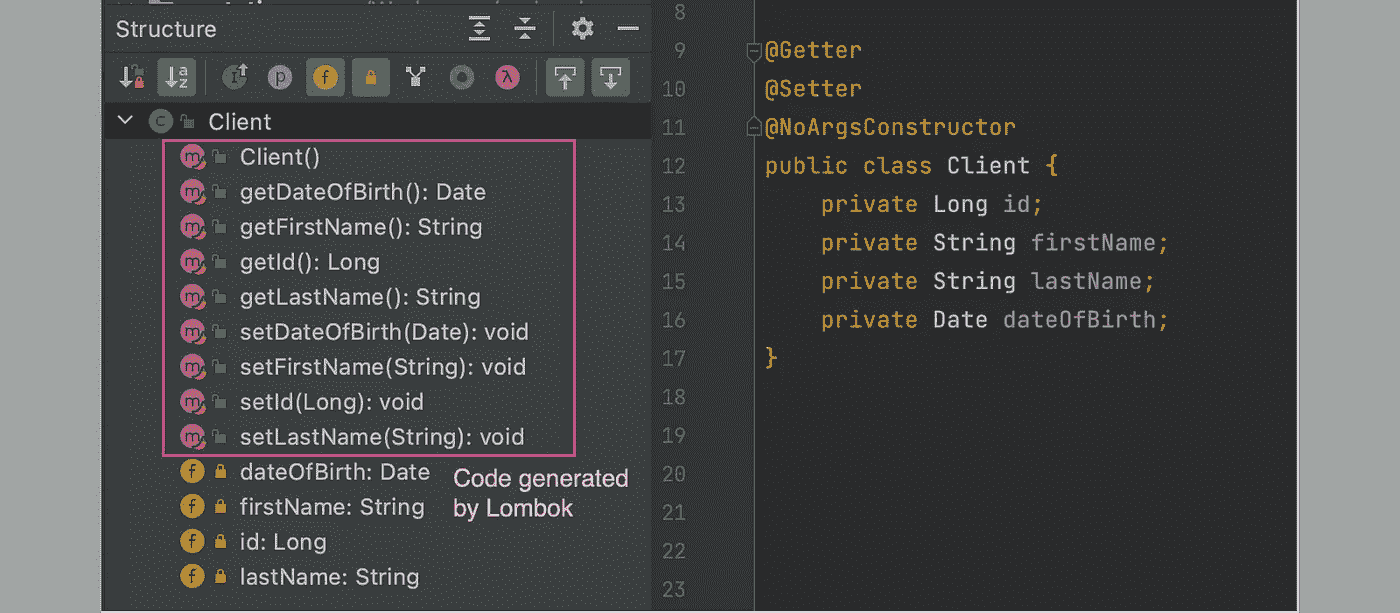 Structure
Client
Client()
getDateOfBirth(): Date
getFirstName(): String
getId(): Long
getLastName(): String
setDateOfBirth(Date): void
setFirstName(String): void
setId(Long): void
setLastName(String): void
dateOfBirth: Date
firstName: String
id: Long
lastName: String
Code generated
by Lombok
8
9 @Getter
10 @Setter
11 @NoArgsConstructor
12 public class Client {
13     private Long id;
14     private String firstName;
15     private String lastName;
16     private Date dateOfBirth;
17 }
18
19
20
21
22
23